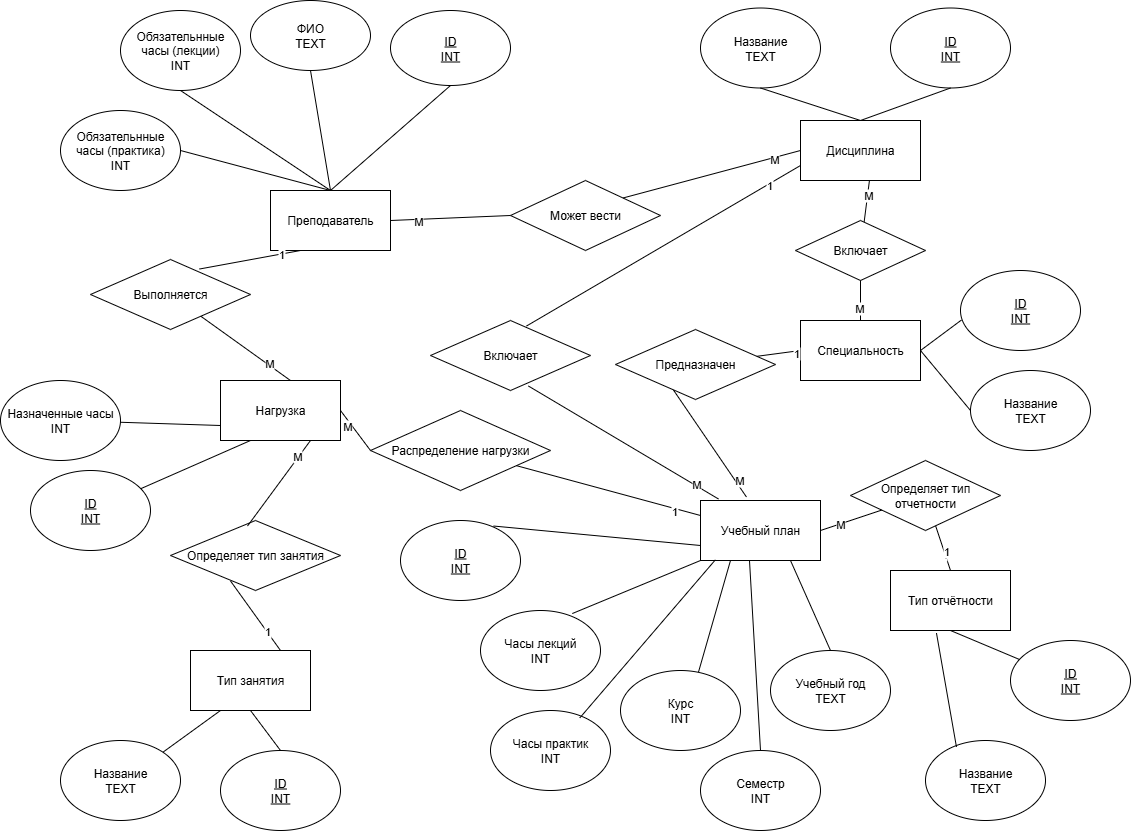 Обязательные
часы (лекции)
INT
ФИО
TEXT
ID
INT
Название
TEXT
ID
INT
Обязательнные
часы (практика)
INT
Дисциплина
М
1
М
Преподаватель
М
Может вести
1
Включает
Выполняется
ID
INT
М
Включает
Предназначен
1
Специальность
М
Название
TEXT
Назначенные часы
INT
Нагрузка
М
Распределение нагрузки
М
ID
INT
М
М
Определяет тип
отчетности
1
Учебный план
М
Определяет тип занятия
ID
INT
1
Тип отчётности
1
Часы лекций
INT
Тип занятия
Курс
INT
Учебный год
TEXT
ID
INT
Часы практик
INT
Название
TEXT
ID
INT
Семестр
INT
Название
TEXT